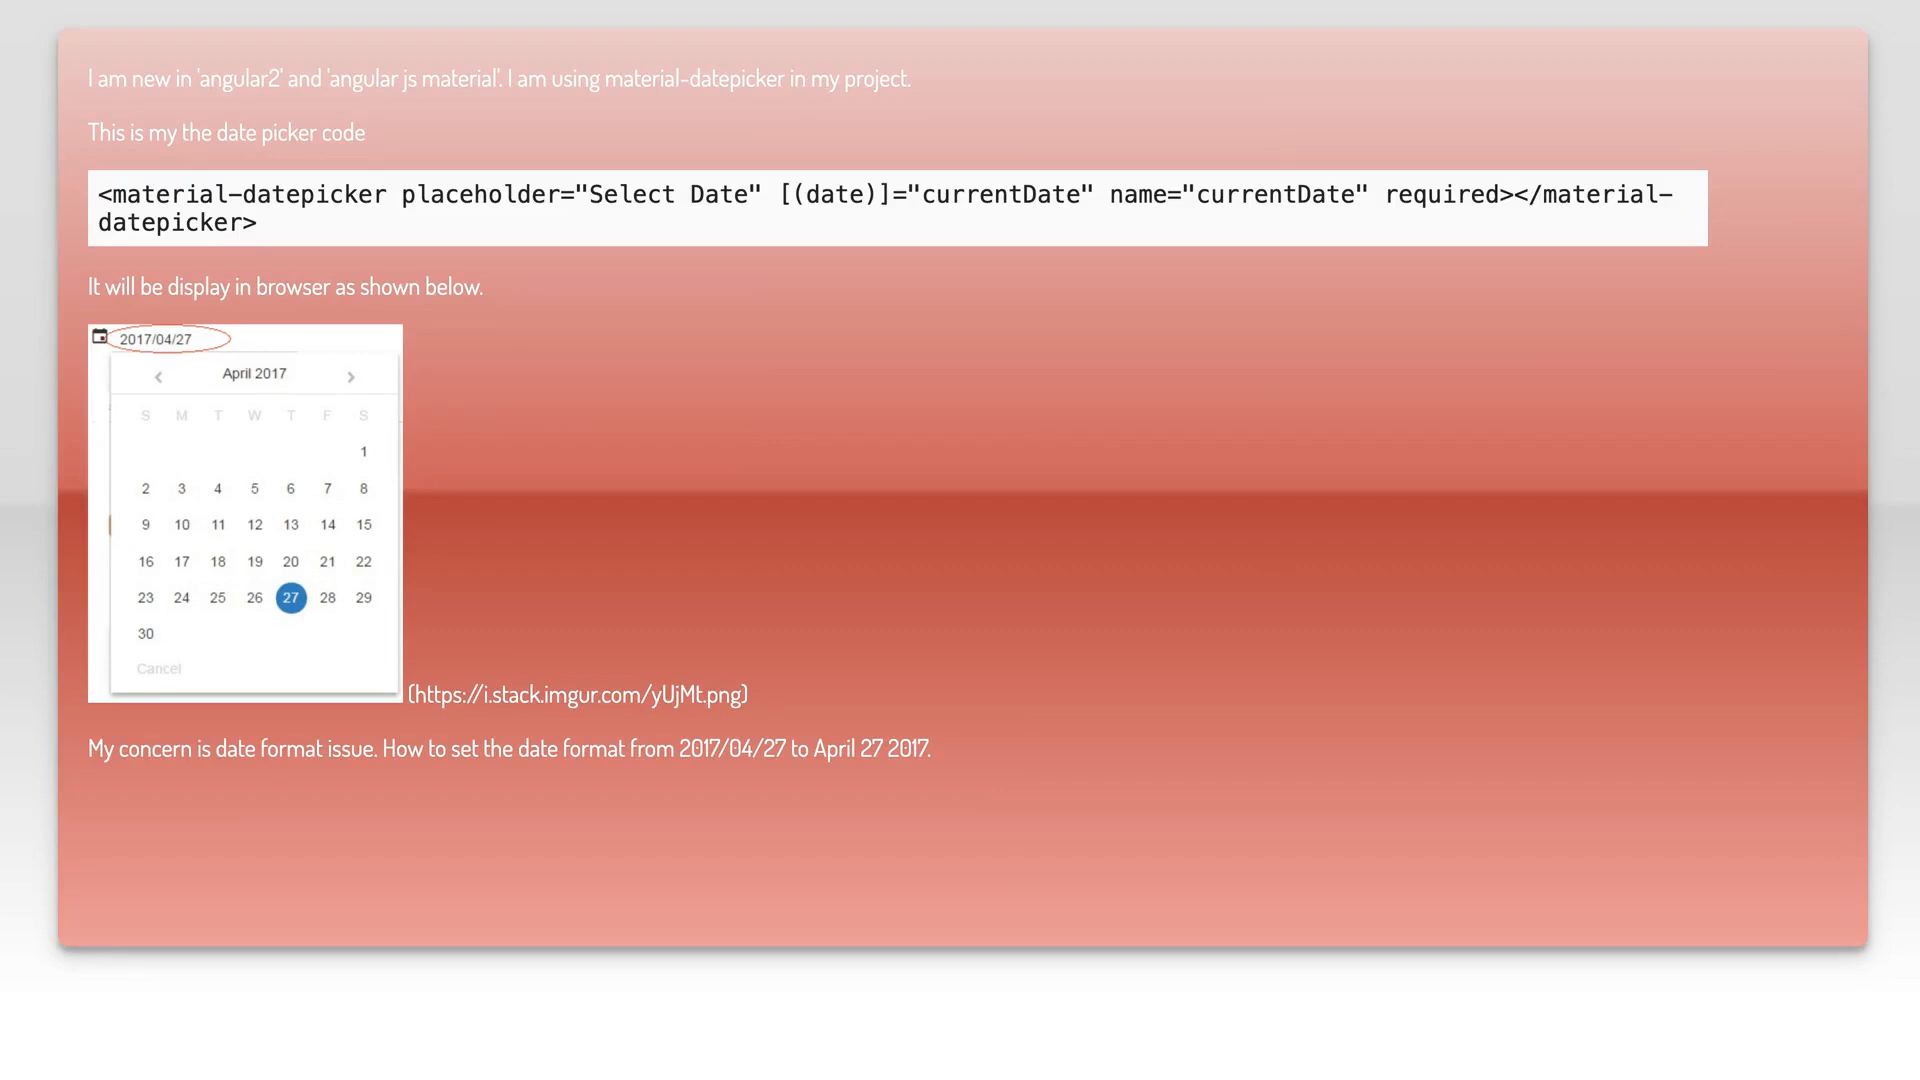 I am new in 'angular2' and 'angular js material'. I am using material-datepicker in my project.
This is my the date picker code
<material-datepicker placeholder="Select Date" [(date)]="currentDate" name="currentDate" required></material-
datepicker>
It will be display in browser as shown below.
2017/04/27
April 2017
S M T W T F S
1
2 3 4 5 6 7 8
9 10 11 12 13 14 15
16 17 18 19 20 21 22
23 24 25 26 27 28 29
30
Cancel
(https://i.stack.imgur.com/yUjMt.png)
My concern is date format issue. How to set the date format from 2017/04/27 to April 27 2017.